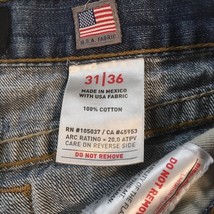 U.S.A. FABRIC
31|36
MADE IN MEXICO
WITH USA FABRIC
100% COTTON
RN #105037 / CA #45953
ARC RATING = 20.0 ATPV
CARE ON REVERSE SIDE
DO NOT REMOVE
DO NOT REMOVE